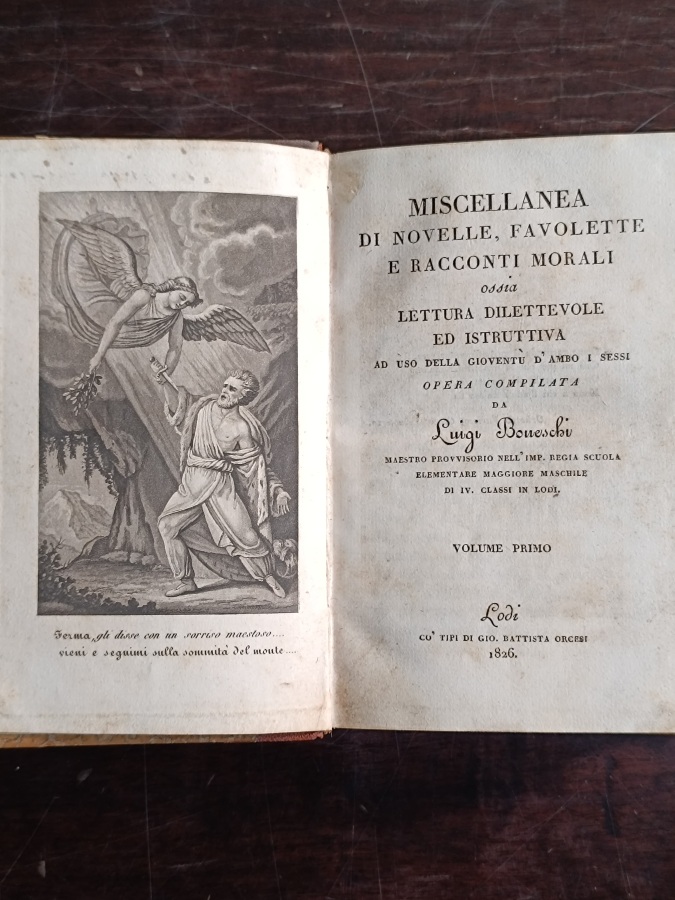 Ferma, gli disse con un sorriso maestoso....
vieni e seguimi sulla sommità del monte....
MISCELLANEA
DI NOVELLE, FAVOLETTE
E RACCONTI MORALI
ossia
LETTURA DILETTEVOLE
ED ISTRUTTIVA
AD USO DELLA GIOVENTÙ D'AMBO I SESSI
OPERA COMPILATA
DA
Luigi Boneschi
MAESTRO PROVVISORIO NELL'IMP. REGIA SCUOLA
ELEMENTARE MAGGIORE MASCHILE
DI IV. CLASSI IN LODI.
VOLUME PRIMO
Lodi
CO' TIPI DI GIO. BATTISTA ORCESI
1826.